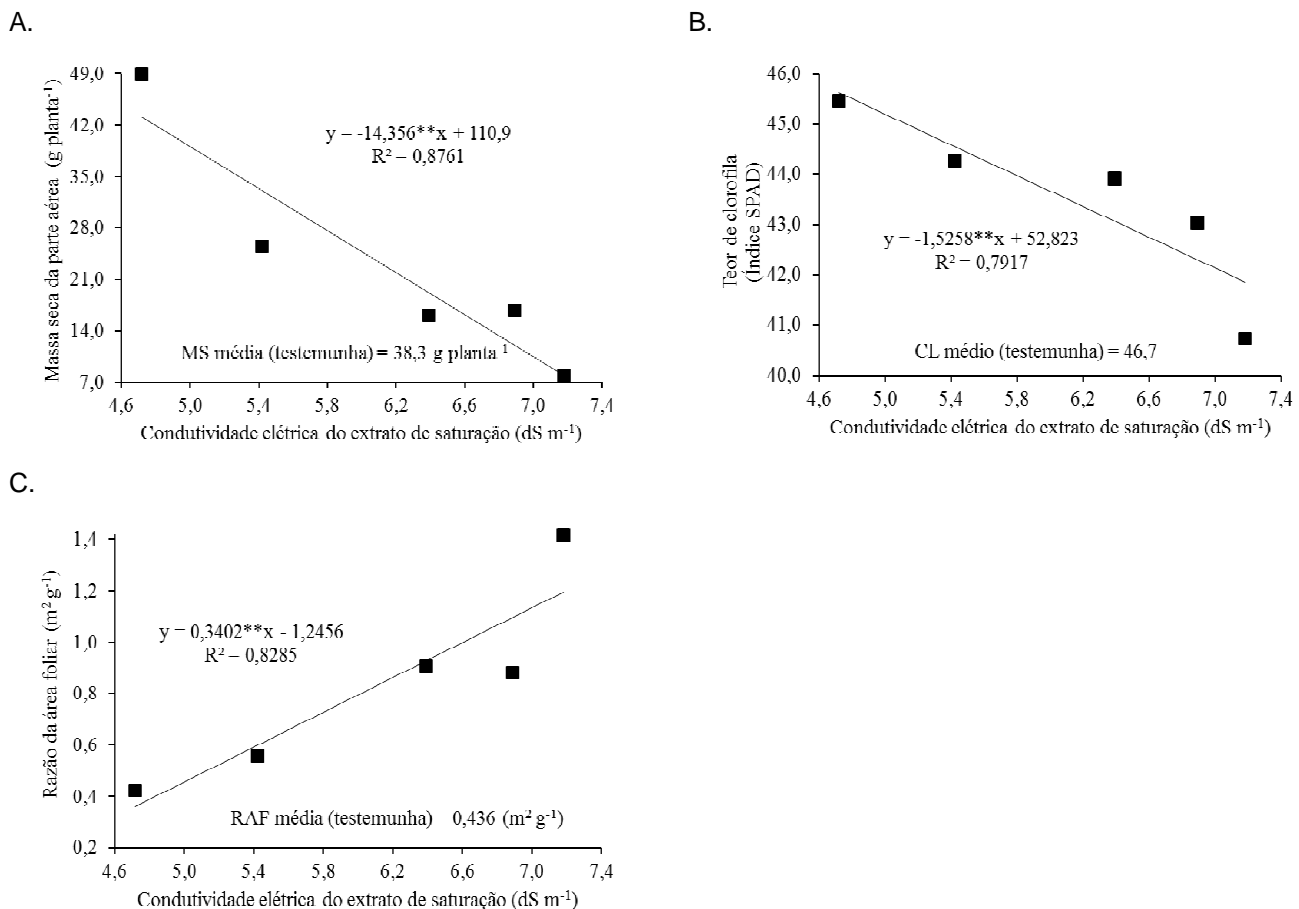 A.
Massa seca da parte aérea (g planta⁻¹)
49,0
42,0
35,0
28,0
21,0
14,0
7,0
y = -14,356**x + 110,9
R² = 0,8761
MS média (testemunha) = 38,3 g planta⁻¹
4,6 5,0 5,4 5,8 6,2 6,6 7,0 7,4
Condutividade elétrica do extrato de saturação (dS m⁻¹)
B.
Teor de clorofila
(Índice SPAD)
46,0
45,0
44,0
43,0
42,0
41,0
40,0
y = -1,5258**x + 52,823
R² = 0,7917
CL médio (testemunha) = 46,7
4,6 5,0 5,4 5,8 6,2 6,6 7,0 7,4
Condutividade elétrica do extrato de saturação (dS m⁻¹)
C.
Razão da área foliar (m² g⁻¹)
1,4
1,2
1,0
0,8
0,6
0,4
0,2
y = 0,3402**x - 1,2456
R² = 0,8285
RAF média (testemunha) 0,436 (m² g⁻¹)
4,6 5,0 5,4 5,8 6,2 6,6 7,0 7,4
Condutividade elétrica do extrato de saturação (dS m⁻¹)